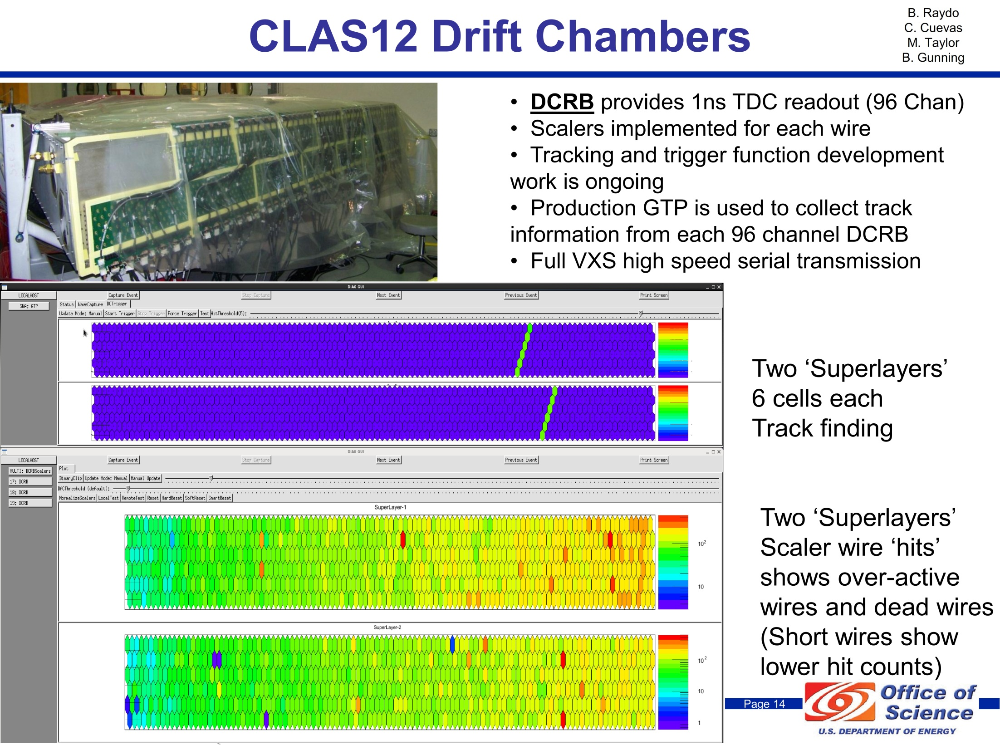 CLAS12 Drift Chambers
B. Raydo
C. Cuevas
M. Taylor
B. Gunning
• DCRB provides 1ns TDC readout (96 Chan)
• Scalers implemented for each wire
• Tracking and trigger function development
work is ongoing
• Production GTP is used to collect track
information from each 96 channel DCRB
• Full VXS high speed serial transmission
DIAG GUI
LOCALHOST
Capture Event
Stop Capture
Next Event
Previous Event
Print Screen
SWA: GTP
Status
WaveCapture
DCTrigger
Update Mode: Manual
Start Trigger
Stop Trigger
Force Trigger
Test
HitThreshold(5):
Two ‘Superlayers’
6 cells each
Track finding
DIAG GUI
LOCALHOST
Capture Event
Stop Capture
Next Event
Previous Event
Print Screen
MULTI: DCRBScalers
17: DCRB
18: DCRB
19: DCRB
Plot
BinaryClip
Update Mode: Manual
Manual Update
DACThreshold (default):
NormalizeScalers
LocalTest
RemoteTest
Reset
HardReset
SoftReset
SmartReset
SuperLayer-1
10²
10
SuperLayer-2
10²
10
1
Two ‘Superlayers’
Scaler wire ‘hits’
shows over-active
wires and dead wires
(Short wires show
lower hit counts)
Page 14
Office of
Science
U.S. DEPARTMENT OF ENERGY